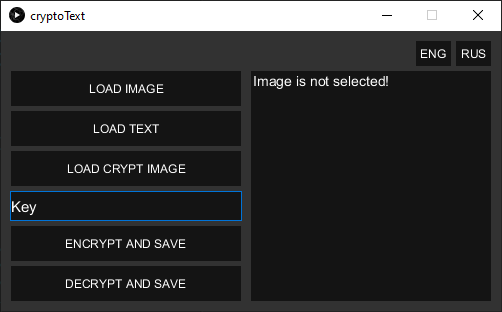 cryptoText
ENG RUS
LOAD IMAGE
LOAD TEXT
LOAD CRYPT IMAGE
Key
ENCRYPT AND SAVE
DECRYPT AND SAVE
Image is not selected!